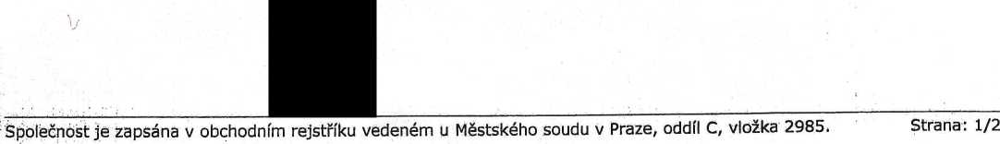 Společnost je zapsána v obchodním rejstříku vedeném u Městského soudu v Praze, oddíl C, vložka 2985. Strana: 1/2